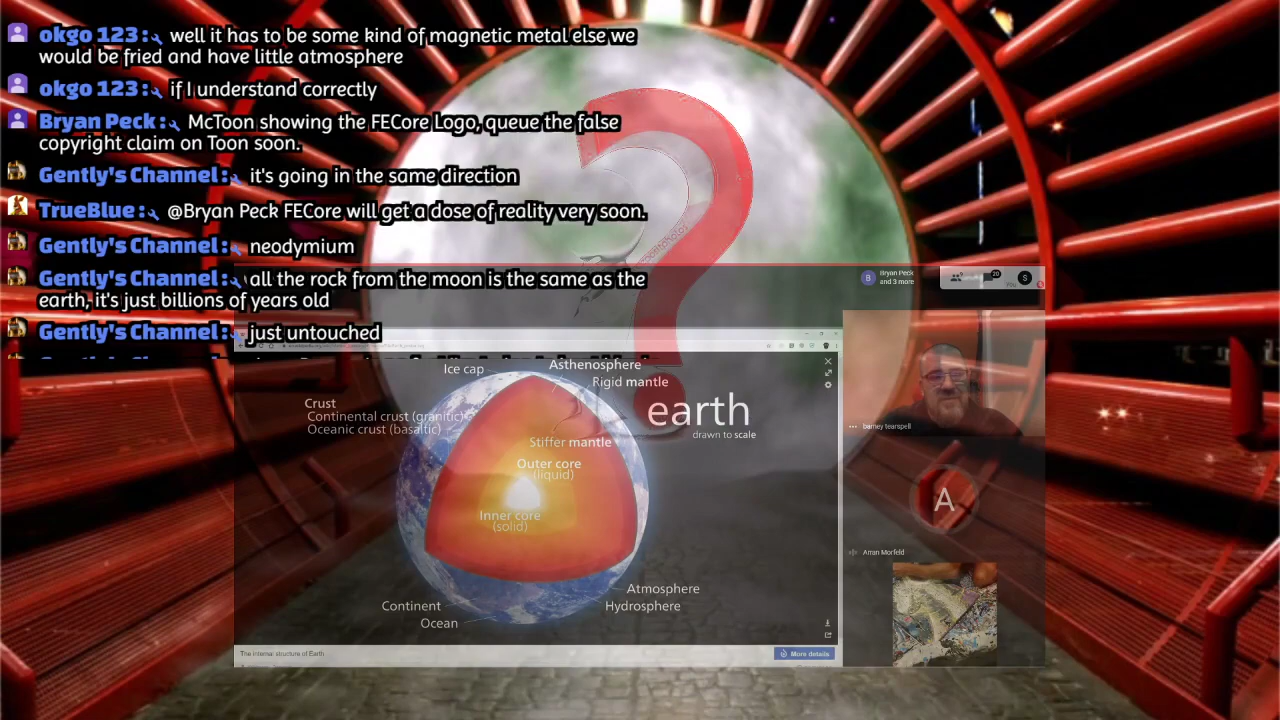 okgo 123 : well it has to be some kind of magnetic metal else we
would be fried and have little atmosphere
okgo 123 : if I understand correctly
Bryan Peck : McToon showing the FECore Logo, queue the false
copyright claim on Toon soon.
Gently's Channel : it's going in the same direction
TrueBlue : @Bryan Peck FECore will get a dose of reality very soon.
Gently's Channel : neodymium
Gently's Channel : all the rock from the moon is the same as the
earth, it's just billions of years old
Gently's Channel : just untouched
B
Bryan Peck
and 3 more
20
You
S
Ice cap
Asthenosphere
Rigid mantle
Crust
Continental crust (granitic)
Oceanic crust (basaltic)
earth
drawn to scale
Stiffer mantle
Outer core
(liquid)
Inner core
(solid)
Atmosphere
Hydrosphere
Continent
Ocean
The internal structure of Earth
More details
barney tearspell
A
Arran Morfeld